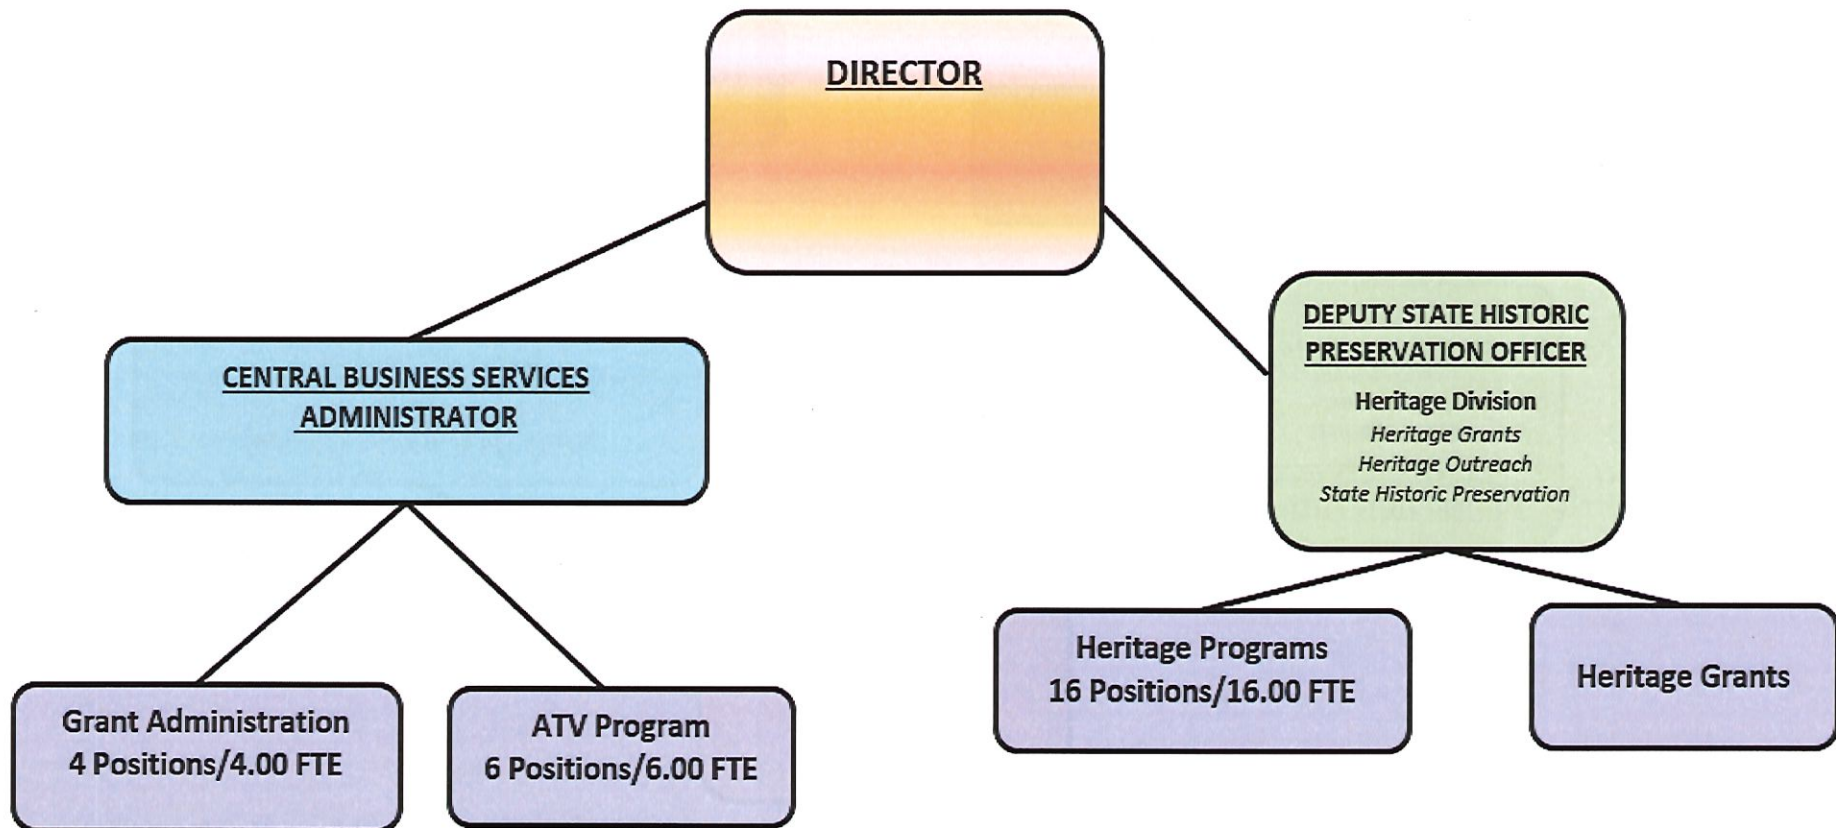 DIRECTOR
CENTRAL BUSINESS SERVICES
ADMINISTRATOR
DEPUTY STATE HISTORIC
PRESERVATION OFFICER
Heritage Division
Heritage Grants
Heritage Outreach
State Historic Preservation
Grant Administration
4 Positions/4.00 FTE
ATV Program
6 Positions/6.00 FTE
Heritage Programs
16 Positions/16.00 FTE
Heritage Grants